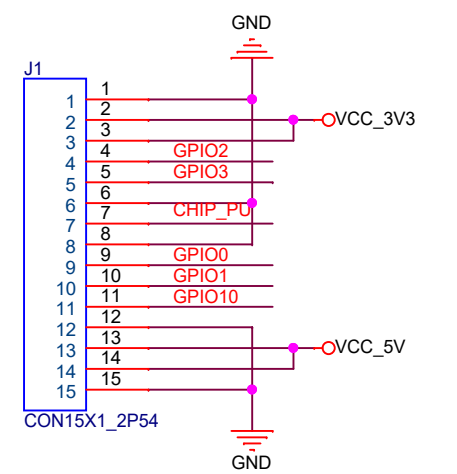 GND
J1
1 1
2 2 VCC_3V3
3 3
4 4 GPIO2
5 5 GPIO3
6 6
7 7 CHIP_PU
8 8
9 9 GPIO0
10 10 GPIO1
11 11 GPIO10
12 12
13 13 VCC_5V
14 14
15 15
CON15X1_2P54
GND